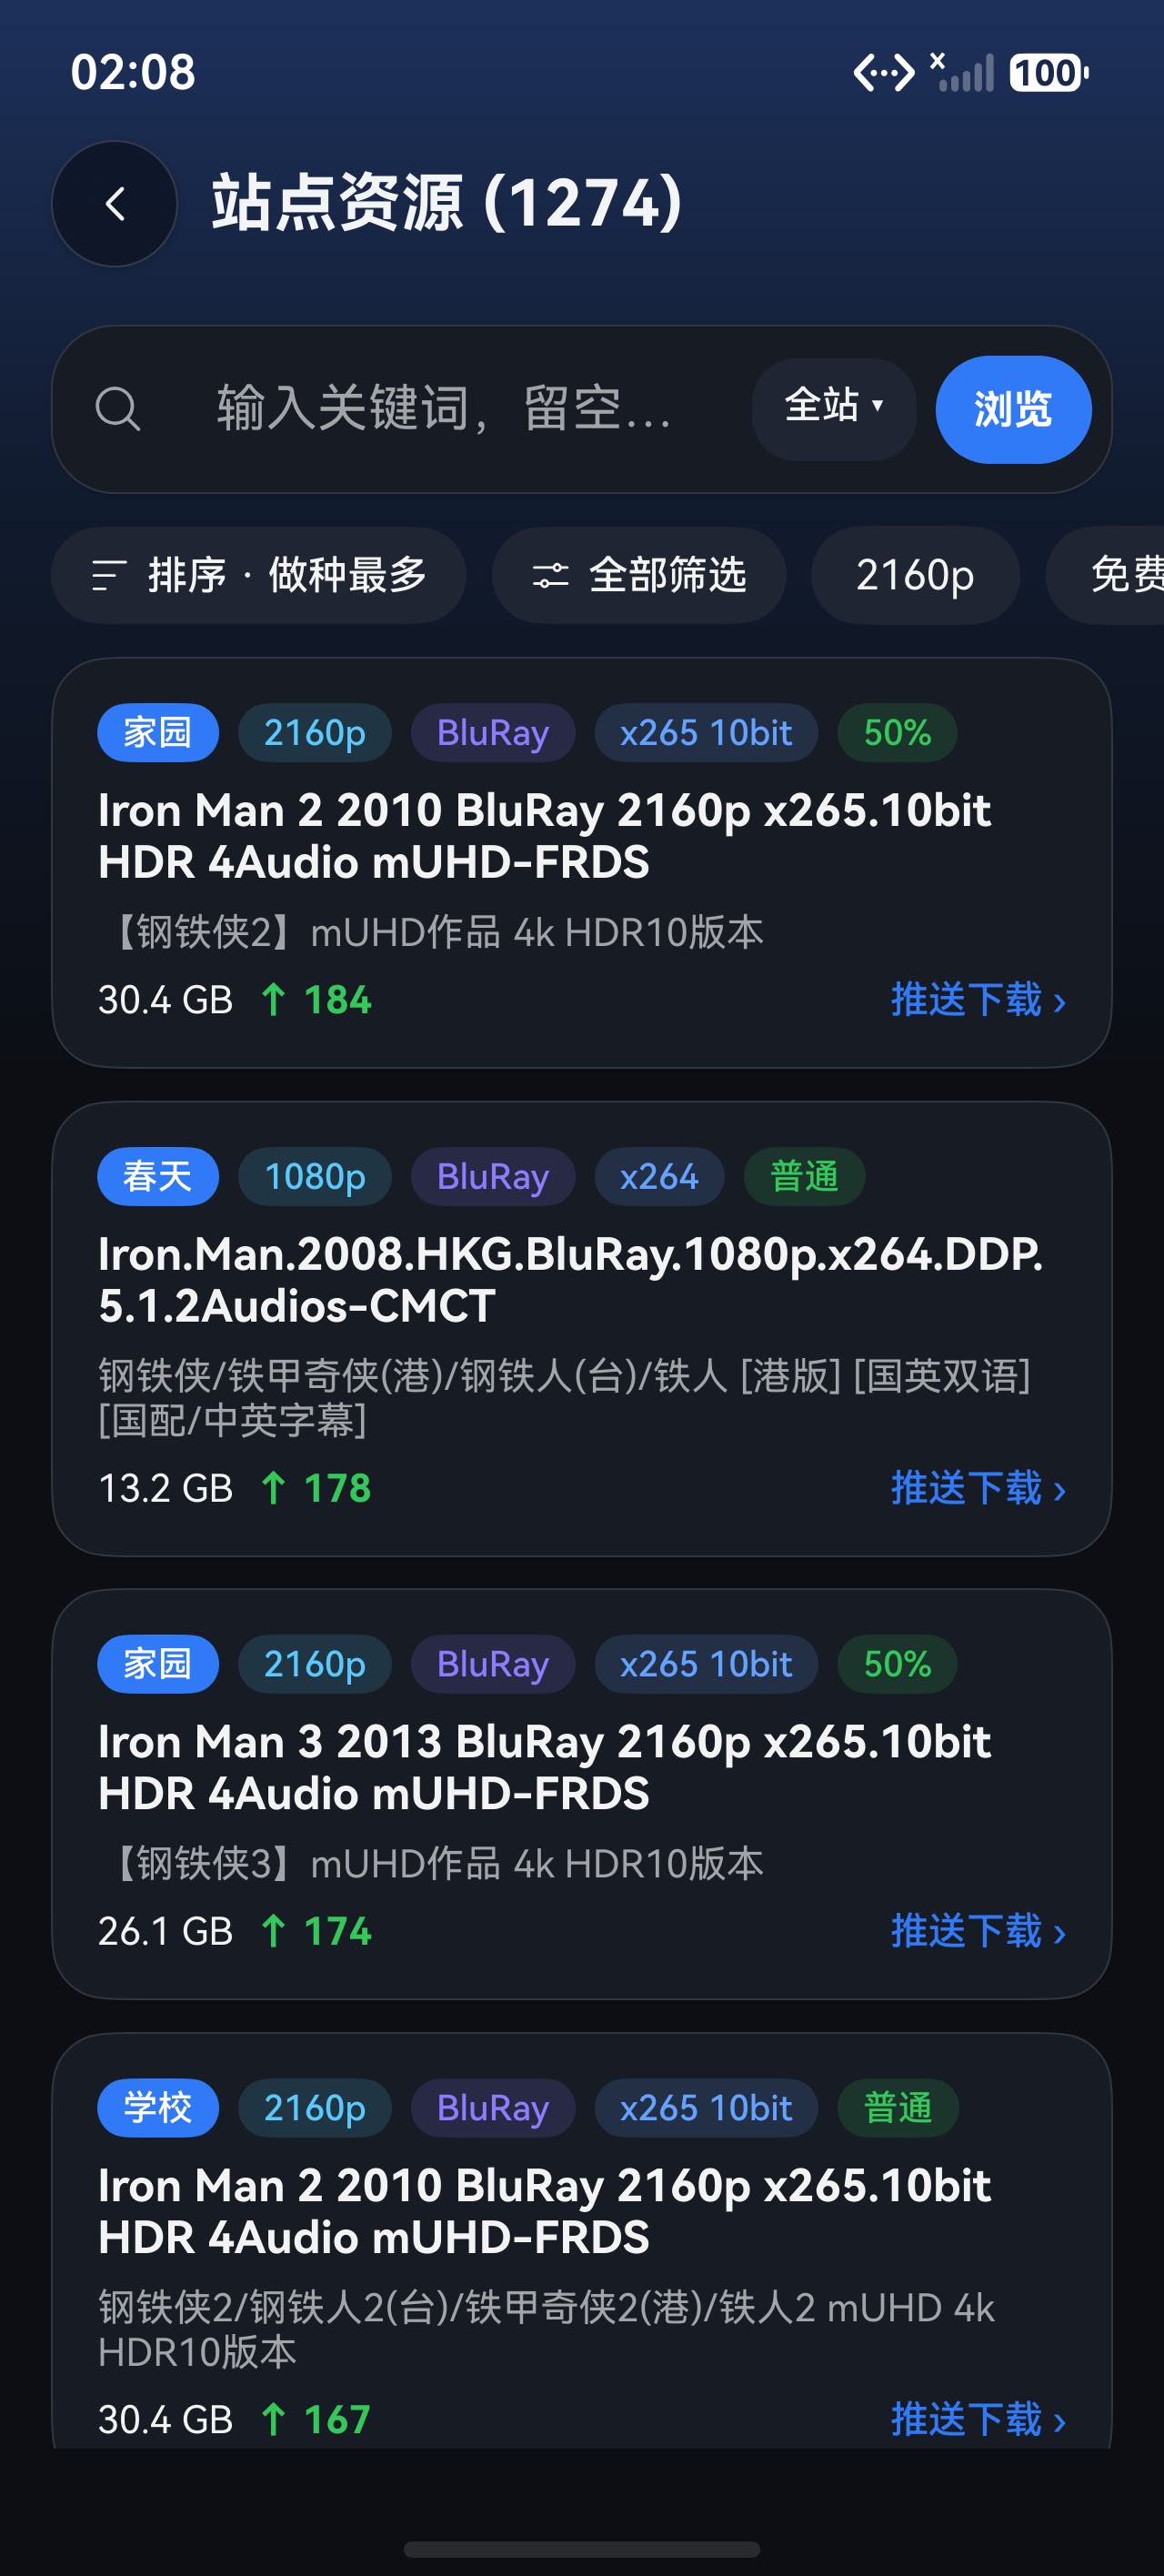 02:08
100
站点资源 (1274)
输入关键词，留空...
全站 ▾
浏览
排序 · 做种最多
全部筛选
2160p
免费
家园 2160p BluRay x265 10bit 50%
Iron Man 2 2010 BluRay 2160p x265.10bit
HDR 4Audio mUHD-FRDS
【钢铁侠2】mUHD作品 4k HDR10版本
30.4 GB ↑ 184 推送下载 ›
春天 1080p BluRay x264 普通
Iron.Man.2008.HKG.BluRay.1080p.x264.DDP.
5.1.2Audios-CMCT
钢铁侠/铁甲奇侠(港)/钢铁人(台)/铁人 [港版] [国英双语]
[国配/中英字幕]
13.2 GB ↑ 178 推送下载 ›
家园 2160p BluRay x265 10bit 50%
Iron Man 3 2013 BluRay 2160p x265.10bit
HDR 4Audio mUHD-FRDS
【钢铁侠3】mUHD作品 4k HDR10版本
26.1 GB ↑ 174 推送下载 ›
学校 2160p BluRay x265 10bit 普通
Iron Man 2 2010 BluRay 2160p x265.10bit
HDR 4Audio mUHD-FRDS
钢铁侠2/钢铁人2(台)/铁甲奇侠2(港)/铁人2 mUHD 4k
HDR10版本
30.4 GB ↑ 167 推送下载 ›